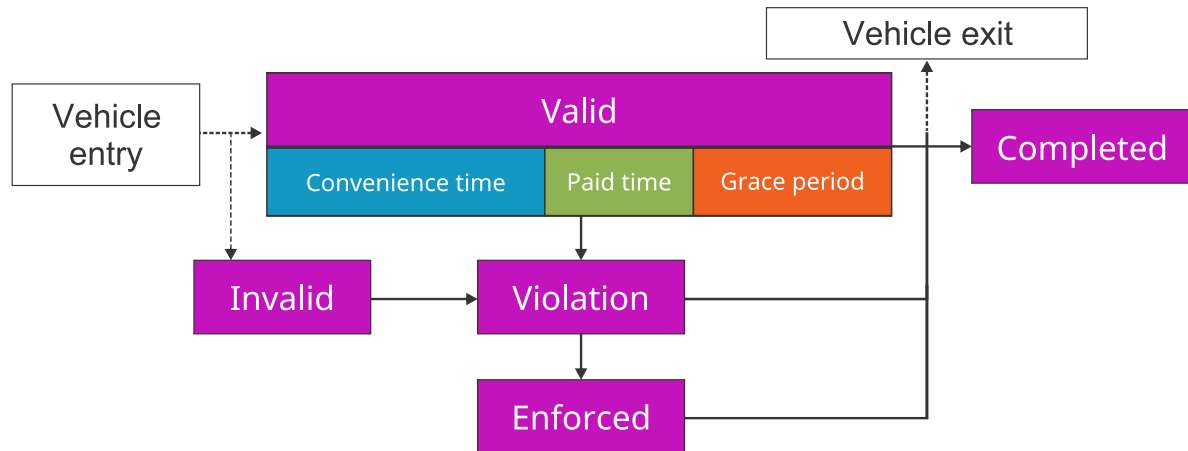 Vehicle exit
Vehicle
entry
Valid
Completed
Convenience time
Paid time
Grace period
Invalid
Violation
Enforced